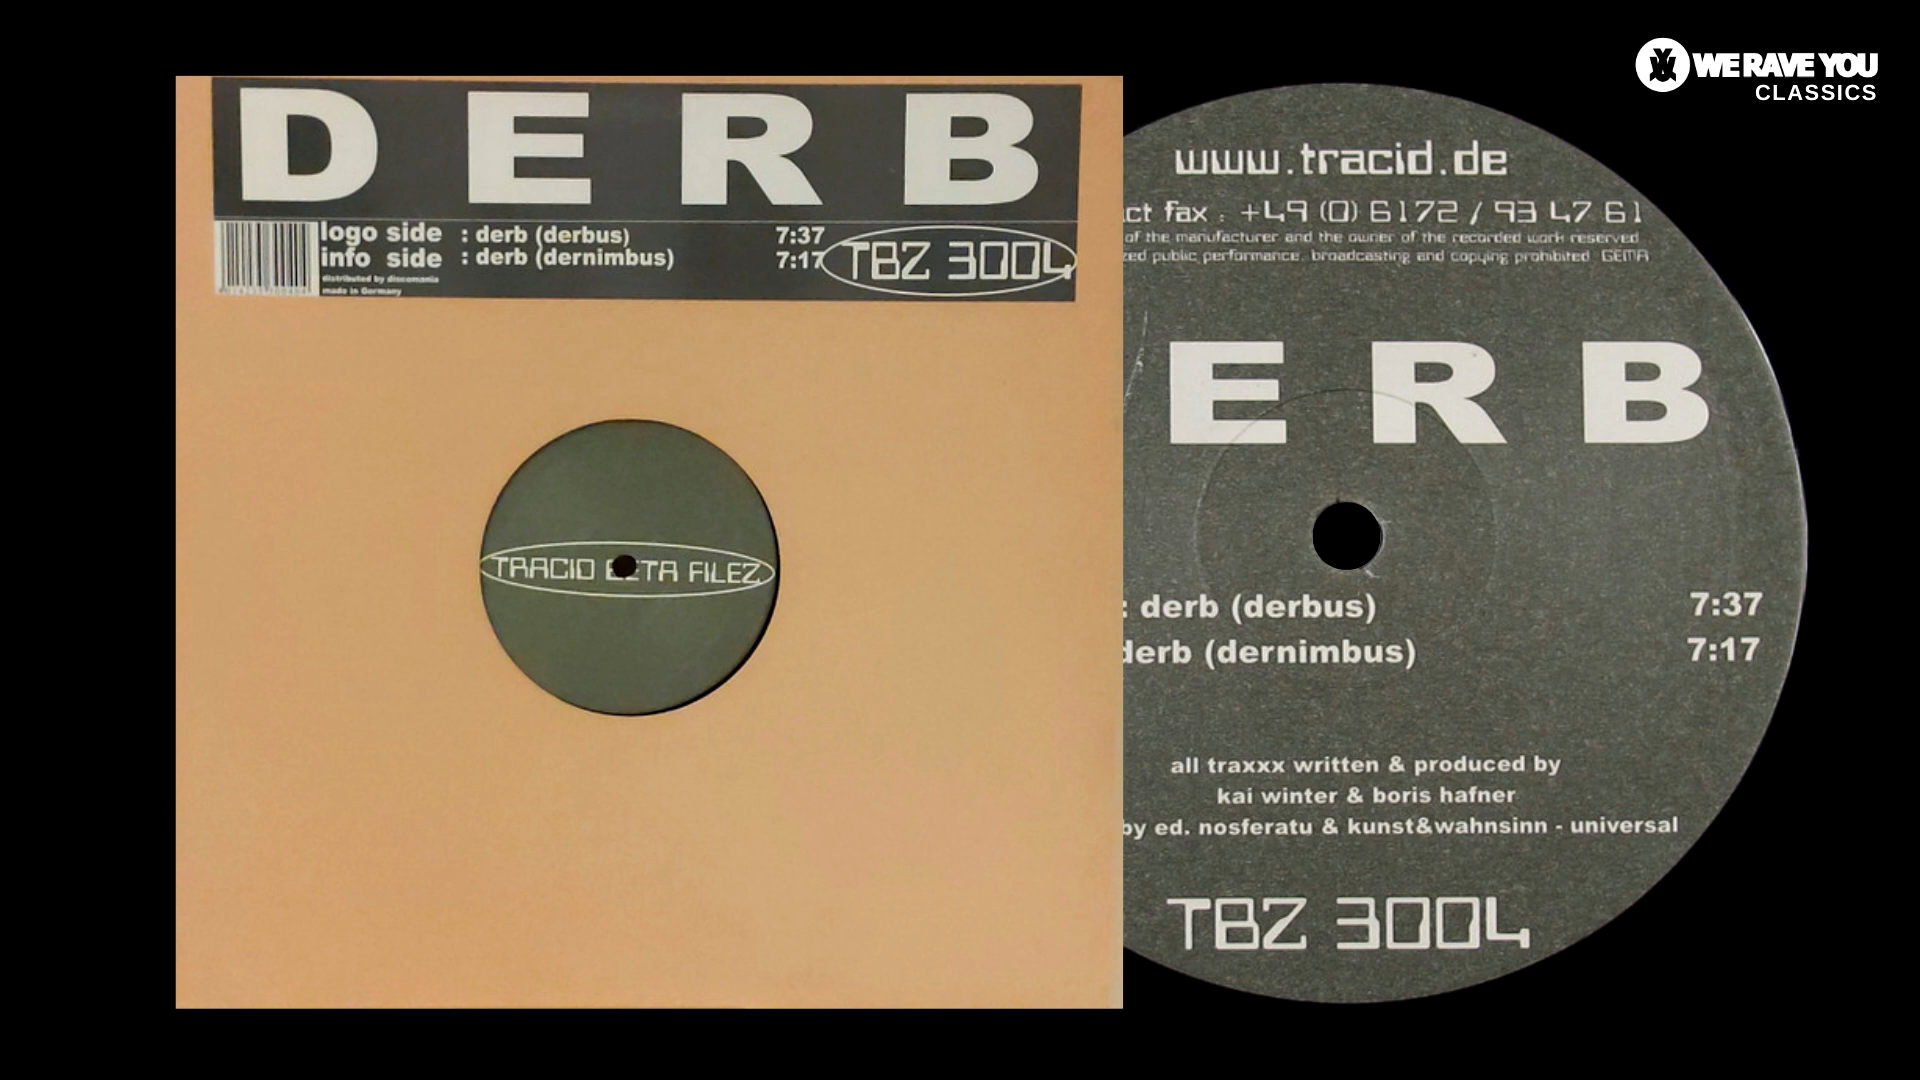 WE RAVE YOU
CLASSICS
D E R B
logo side : derb (derbus) 7:37
info side : derb (dernimbus) 7:17
TBZ 3004
distributed by discomania
made in Germany
TRACID BETA FILEZ
www.tracid.de
ct fax : +49 (0) 6172 / 93 47 61
of the manufacturer and the owner of the recorded work reserved
zed public performance, broadcasting and copying prohibited GEMA
E R B
: derb (derbus) 7:37
derb (dernimbus) 7:17
all traxxx written & produced by
kai winter & boris hafner
by ed. nosferatu & kunst&wahnsinn - universal
TBZ 3004